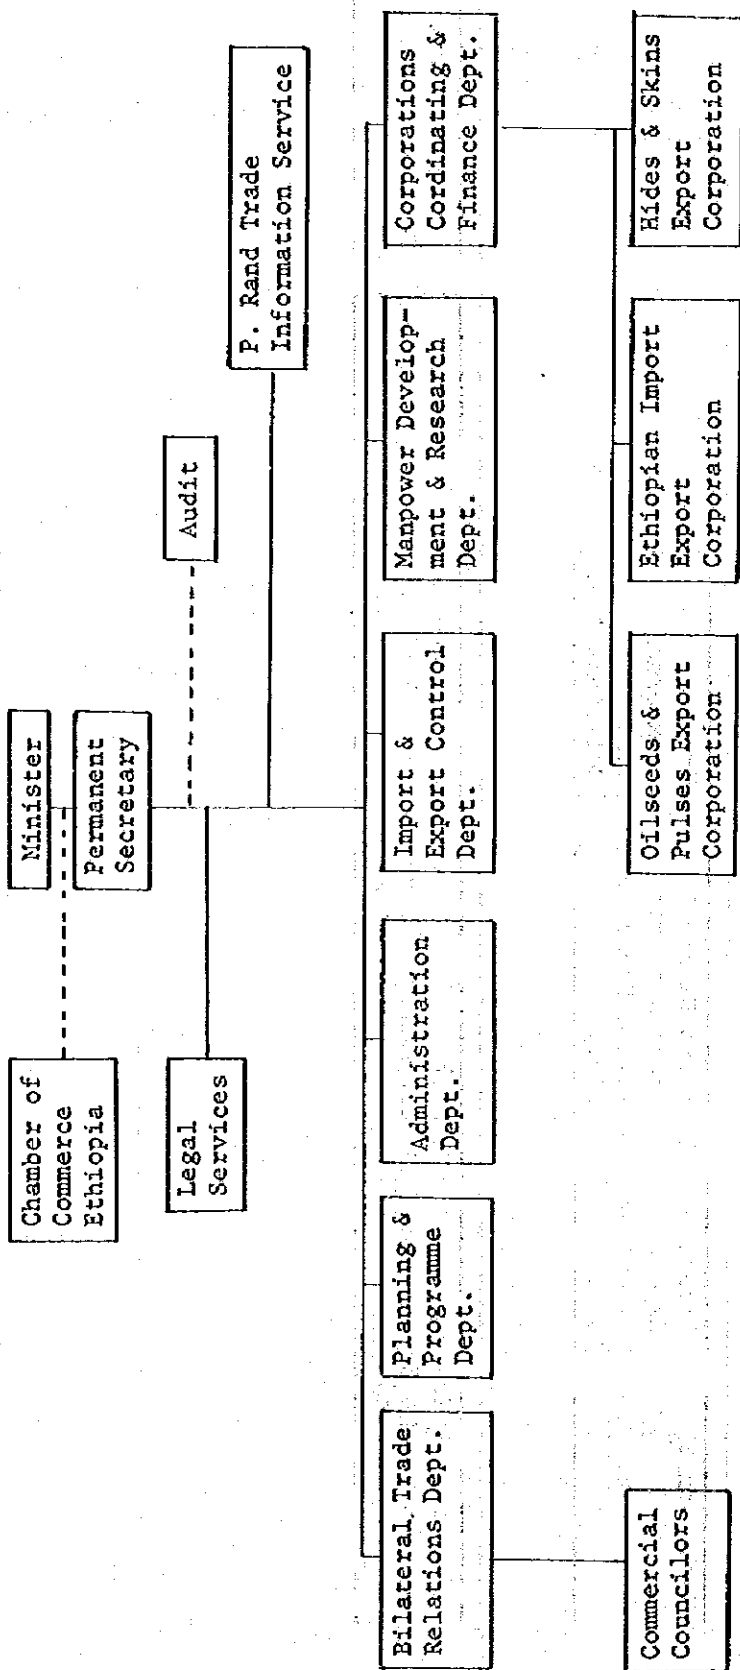 Minister
Chamber of
Commerce
Ethiopia
Permanent
Secretary
Audit
Legal
Services
P. Rand Trade
Information Service
Bilateral Trade
Relations Dept.
Planning &
Programme
Dept.
Administration
Dept.
Import &
Export Control
Dept.
Manpower Develop-
ment & Research
Dept.
Corporations
Cordinating &
Finance Dept.
Commercial
Councilors
Oilseeds &
Pulses Export
Corporation
Ethiopian Import
Export
Corporation
Hides & Skins
Export
Corporation